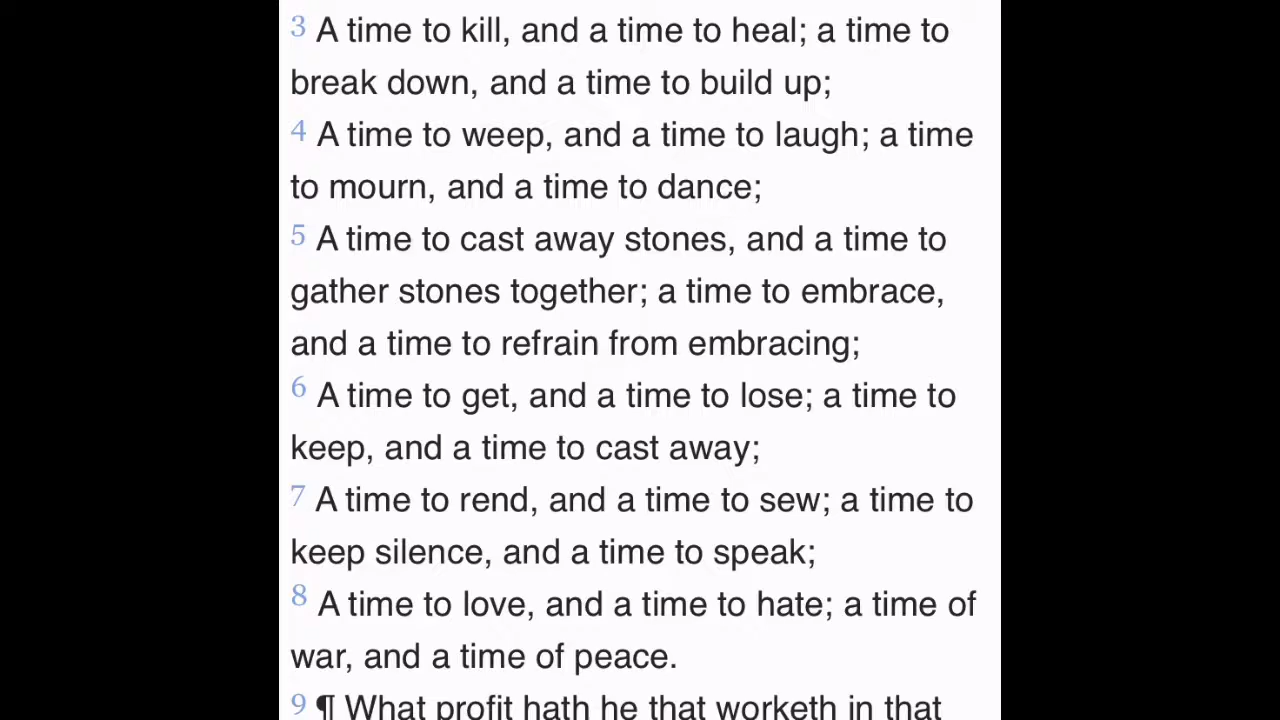 3 A time to kill, and a time to heal; a time to
break down, and a time to build up;
4 A time to weep, and a time to laugh; a time
to mourn, and a time to dance;
5 A time to cast away stones, and a time to
gather stones together; a time to embrace,
and a time to refrain from embracing;
6 A time to get, and a time to lose; a time to
keep, and a time to cast away;
7 A time to rend, and a time to sew; a time to
keep silence, and a time to speak;
8 A time to love, and a time to hate; a time of
war, and a time of peace.
9 ¶ What profit hath he that worketh in that